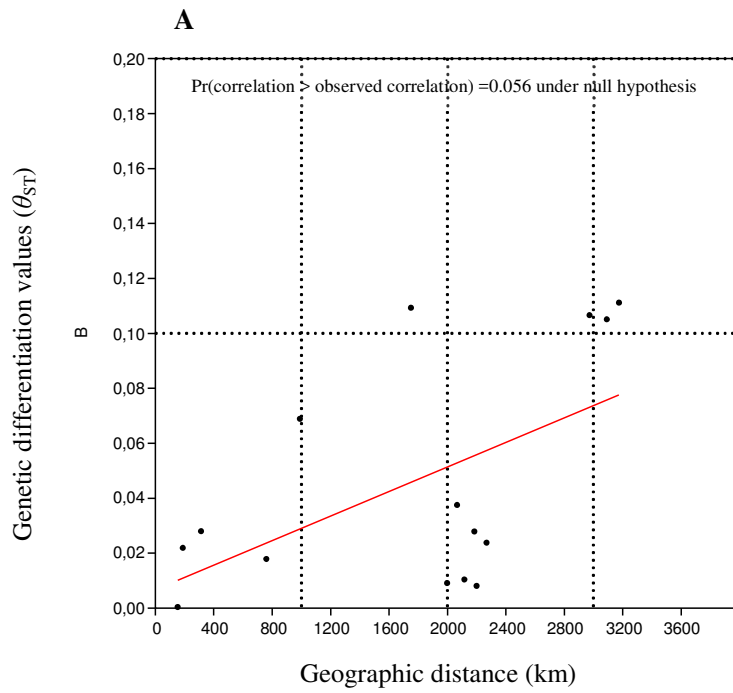 A
Pr(correlation > observed correlation) =0.056 under null hypothesis
Genetic differentiation values (θST)
B
0,20
0,18
0,16
0,14
0,12
0,10
0,08
0,06
0,04
0,02
0,00
0 400 800 1200 1600 2000 2400 2800 3200 3600
Geographic distance (km)